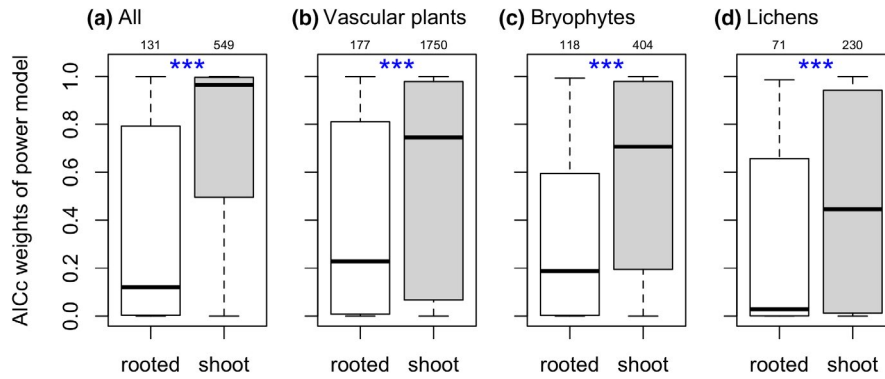 (a) All
(b) Vascular plants
(c) Bryophytes
(d) Lichens
131 549
177 1750
118 404
71 230
***
***
***
***
AICc weights of power model
1.0
0.8
0.6
0.4
0.2
0.0
rooted shoot
rooted shoot
rooted shoot
rooted shoot